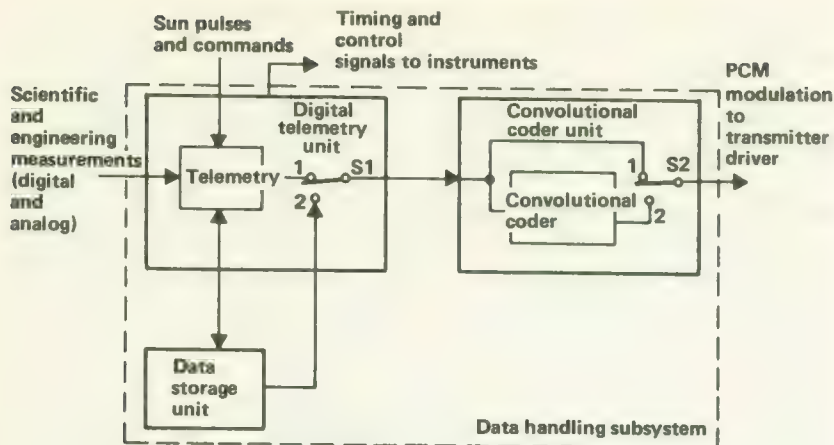 Sun pulses
and commands
Timing and
control
signals to instruments
Scientific
and
engineering
measurements
(digital
and
analog)
Digital
telemetry
unit
Telemetry
1
S1
2
Convolutional
coder unit
1
S2
Convolutional
coder
2
PCM
modulation
to
transmitter
driver
Data
storage
unit
Data handling subsystem